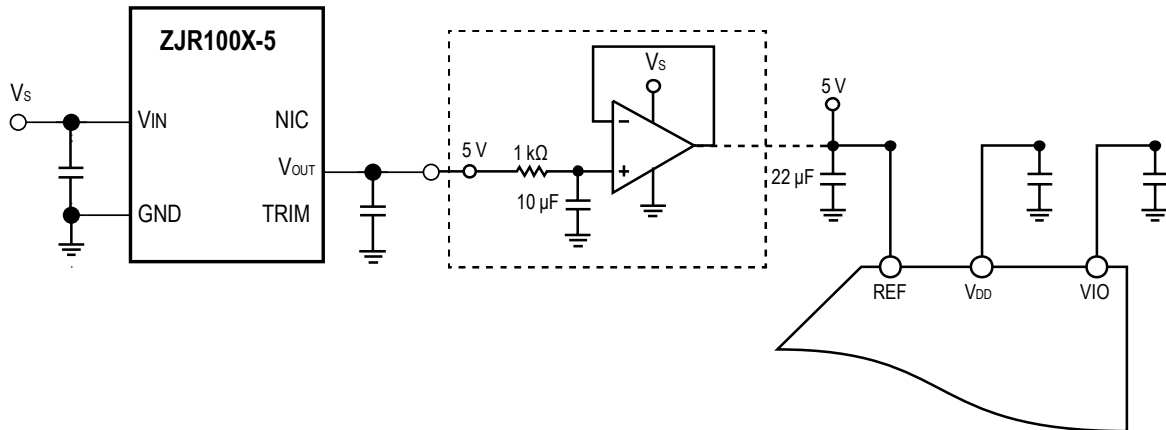 ZJR100X-5
VS
VIN
NIC
VOUT
GND
TRIM
5 V
1 kΩ
10 µF
VS
−
+
5 V
22 µF
REF
VDD
VIO